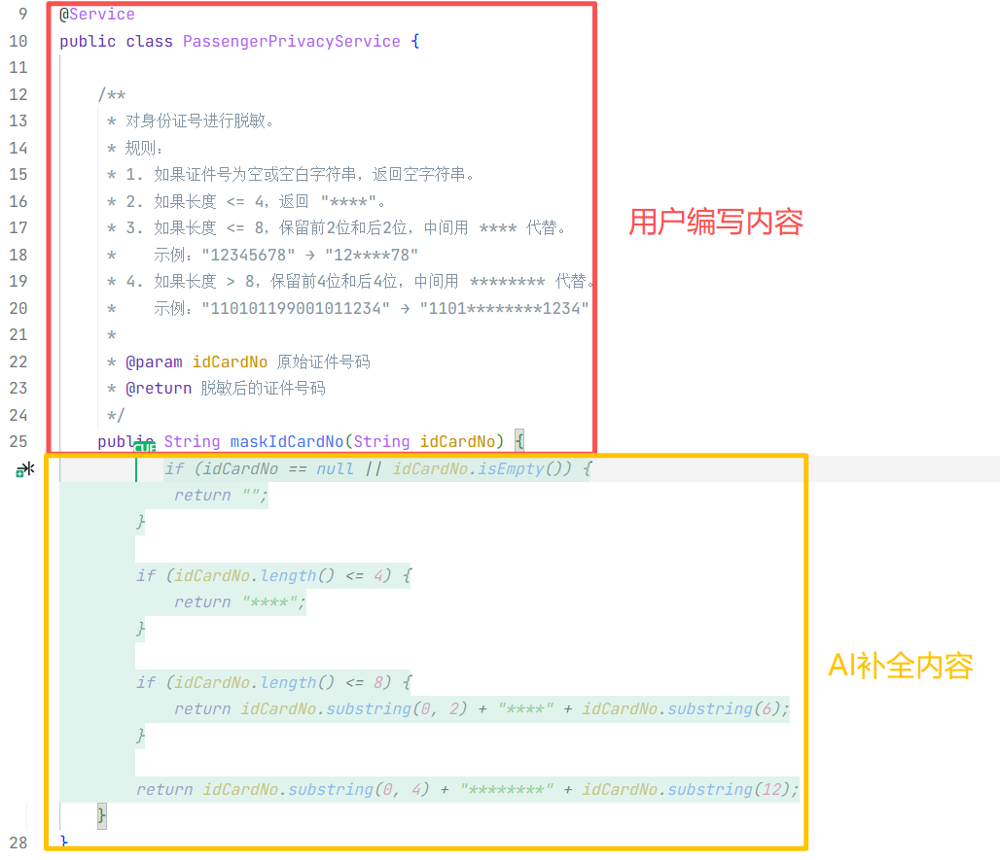 9 @Service
10 public class PassengerPrivacyService {
11
12 /**
13 * 对身份证号进行脱敏。
14 * 规则：
15 * 1. 如果证件号为空或空白字符串，返回空字符串。
16 * 2. 如果长度 <= 4，返回 "****"。
17 * 3. 如果长度 <= 8，保留前2位和后2位，中间用 **** 代替。
用户编写内容
18 * 示例："12345678" → "12****78"
19 * 4. 如果长度 > 8，保留前4位和后4位，中间用 ******** 代替。
20 * 示例："110101199001011234" → "1101********1234"
21 *
22 * @param idCardNo 原始证件号码
23 * @return 脱敏后的证件号码
24 */
25 public String maskIdCardNo(String idCardNo) {
CUE
if (idCardNo == null || idCardNo.isEmpty()) {
return "";
}
if (idCardNo.length() <= 4) {
return "****";
}
AI补全内容
if (idCardNo.length() <= 8) {
return idCardNo.substring(0, 2) + "****" + idCardNo.substring(6);
}
return idCardNo.substring(0, 4) + "********" + idCardNo.substring(12);
}
28 }